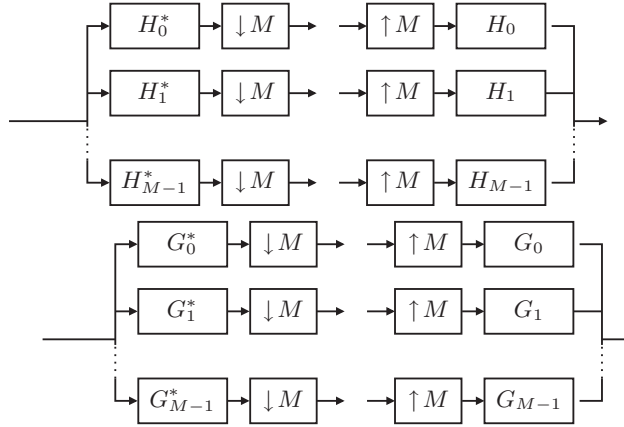 H_0^* ↓M ↑M H_0
H_1^* ↓M ↑M H_1
H_{M-1}^* ↓M ↑M H_{M-1}
G_0^* ↓M ↑M G_0
G_1^* ↓M ↑M G_1
G_{M-1}^* ↓M ↑M G_{M-1}